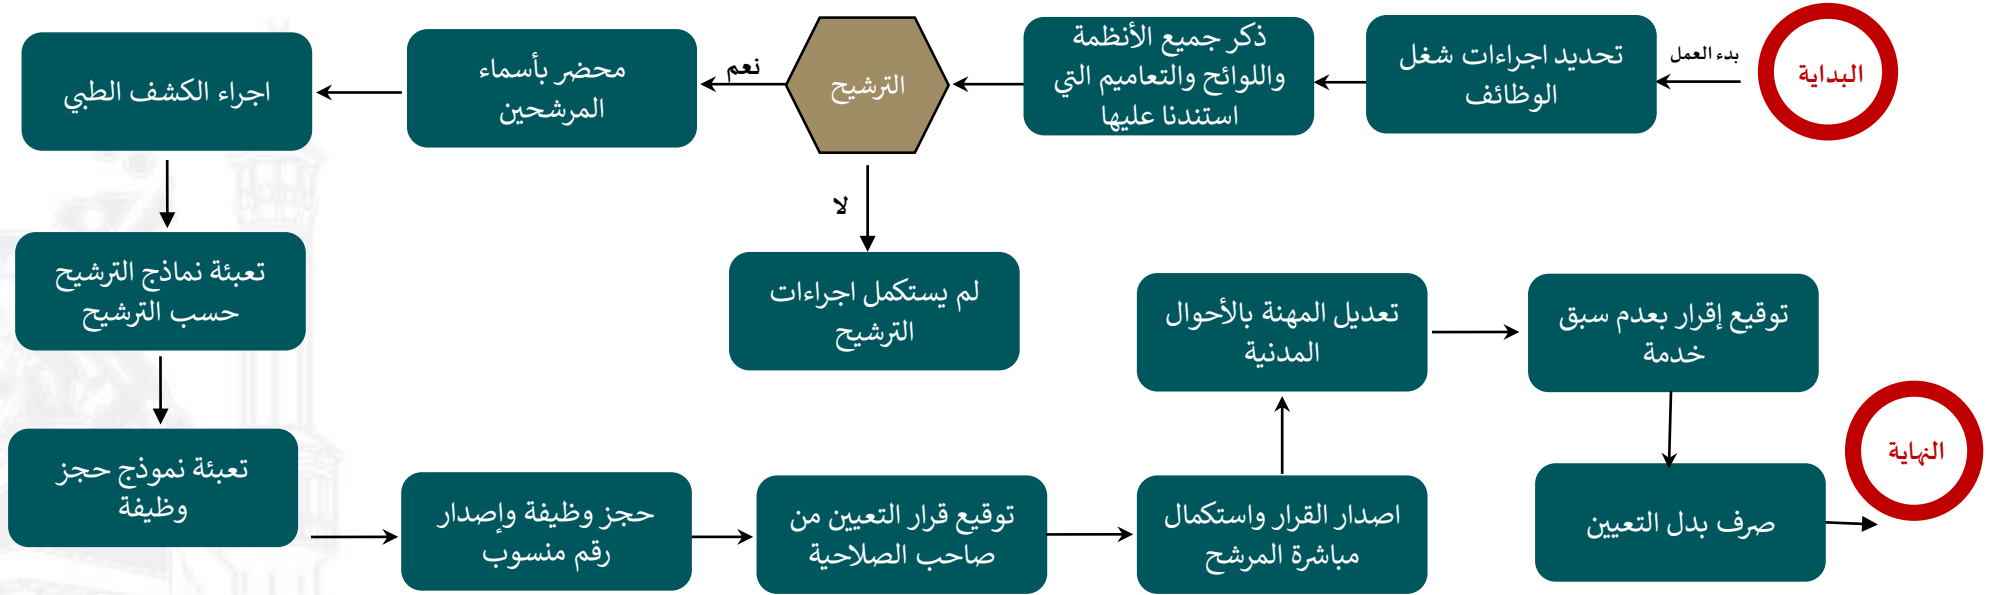 البداية
بدء العمل
تحديد اجراءات شغل
الوظائف
ذكر جميع الأنظمة
واللوائح والتعاميم التي
استندنا عليها
الترشيح
نعم
محضر بأسماء
المرشحين
اجراء الكشف الطبي
لا
لم يستكمل اجراءات
الترشيح
تعبئة نماذج الترشيح
حسب الترشيح
تعبئة نموذج حجز
وظيفة
حجز وظيفة وإصدار
رقم منسوب
توقيع قرار التعيين من
صاحب الصلاحية
اصدار القرار واستكمال
مباشرة المرشح
تعديل المهنة بالأحوال
المدنية
توقيع إقرار بعدم سبق
خدمة
صرف بدل التعيين
النهاية